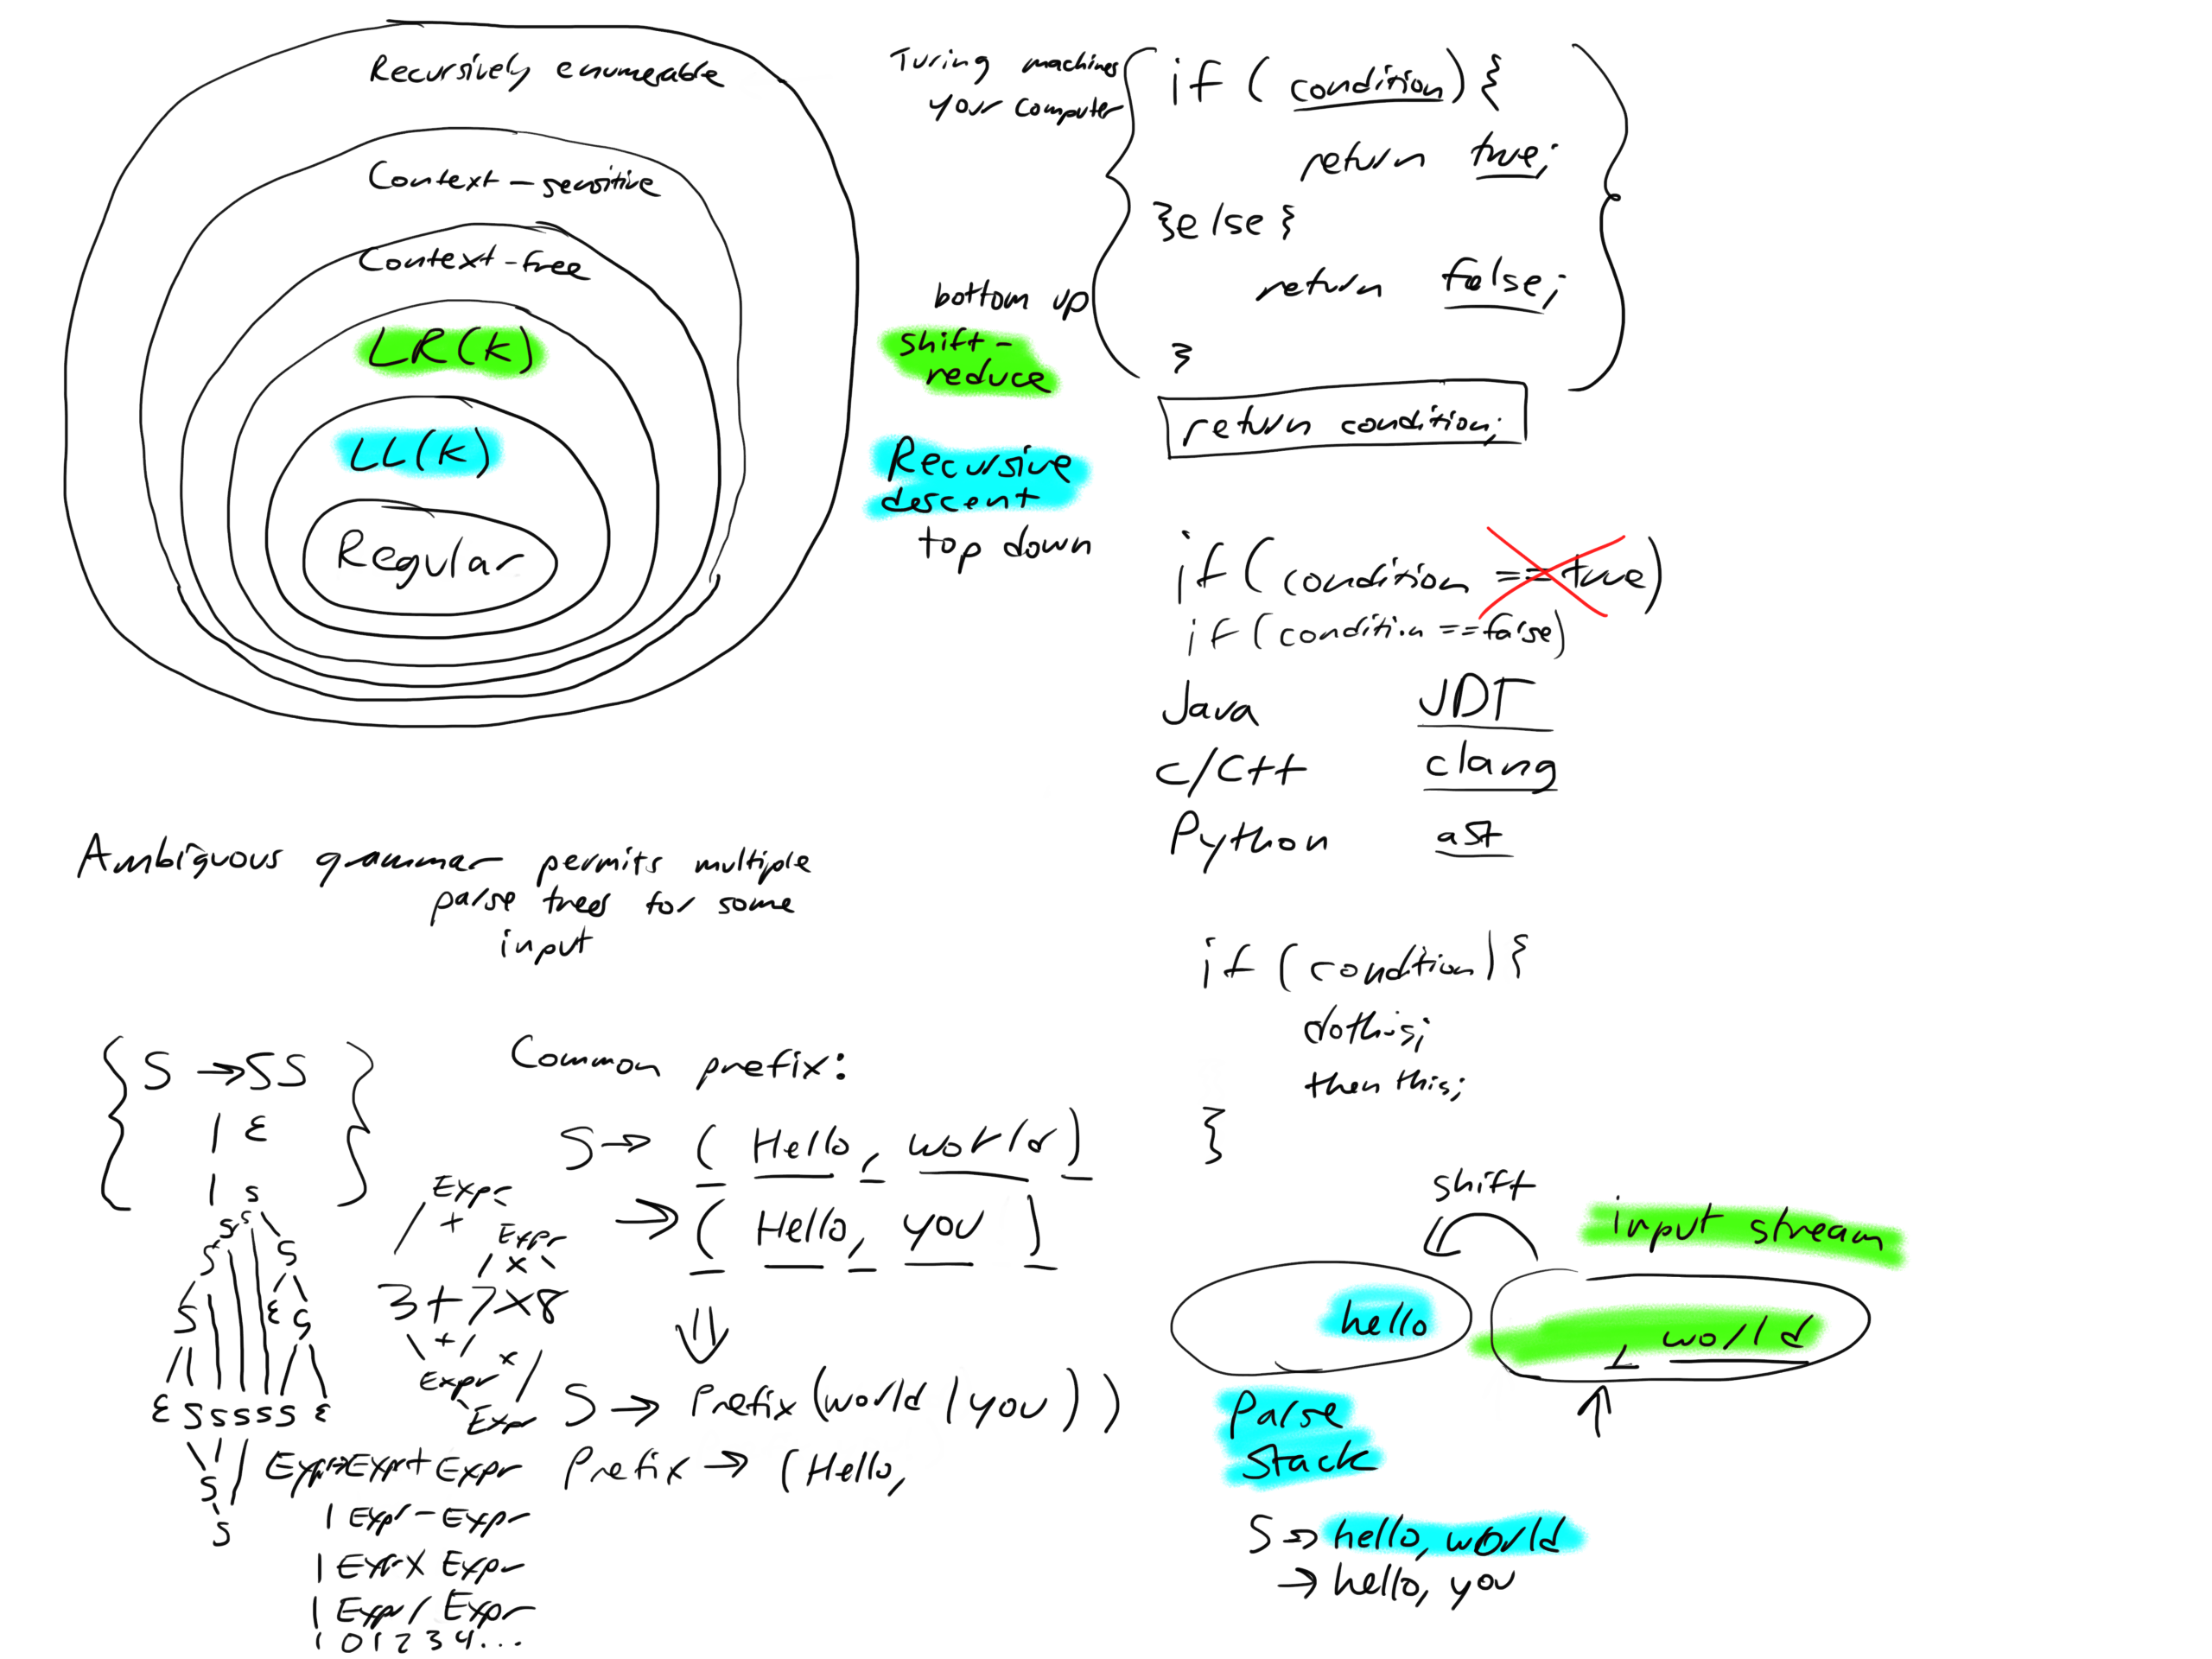 Recursively enumerable
Context-sensitive
Context-free
LR(k)
LL(k)
Regular
Turing machines
your computer
bottom up
shift-
reduce
Recursive
descent
top down
if (condition) {
return true;
}else{
return false;
}
return condition;
if (condition == true)
if (condition == false)
Java JDT
C/C++ clang
Python ast
if (condition) {
dothis;
then this;
}
Ambiguous grammar permits multiple
parse trees for some
input
S → SS
| ε
| s
S
S S
S ε S
ε S S S S S ε
S
S
Expr
+ Expr
x
3+7×8
+
Expr x
Expr
Expr→Expr+Expr
| Expr-Expr
| Expr×Expr
| Expr/Expr
| 0 1 2 3 4...
Common prefix:
S → ( Hello, world)
→ ( Hello, you )
⇓
S → Prefix (world | you ) )
Prefix → (Hello,
shift
input stream
hello , world
Parse
Stack
S → hello, world
→ hello, you